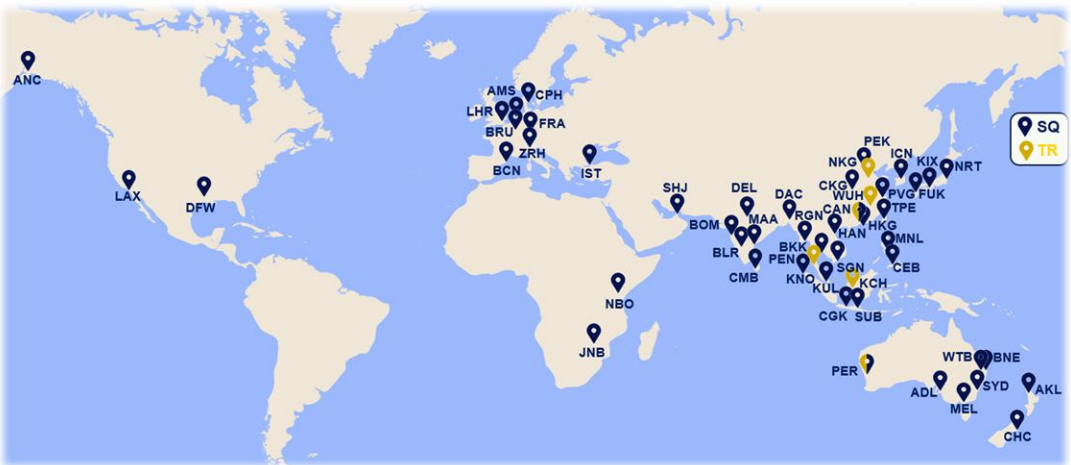 ANC
LAX
DFW
AMS
CPH
LHR
BRU
FRA
ZRH
BCN
IST
NBO
JNB
SHJ
DEL
DAC
BOM
MAA
BLR
CMB
RGN
BKK
PEN
KNO
KUL
SGN
HAN
CAN
HKG
CKG
WUH
NKG
PEK
ICN
KIX
NRT
PVG
FUK
TPE
MNL
CEB
KCH
CGK
SUB
PER
ADL
MEL
SYD
WTB
BNE
AKL
CHC
SQ
TR